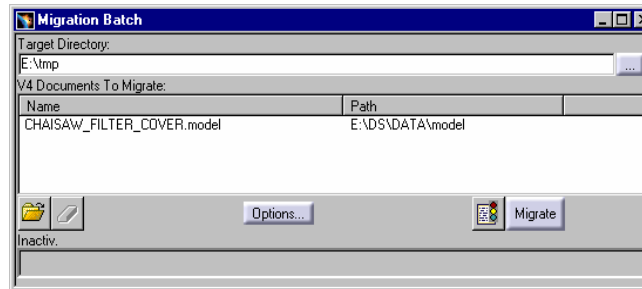 Migration Batch
Target Directory:
E:\tmp
...
V4 Documents To Migrate:
Name Path
CHAISAW_FILTER_COVER.model E:\DS\DATA\model
Options... Migrate
Inactiv.